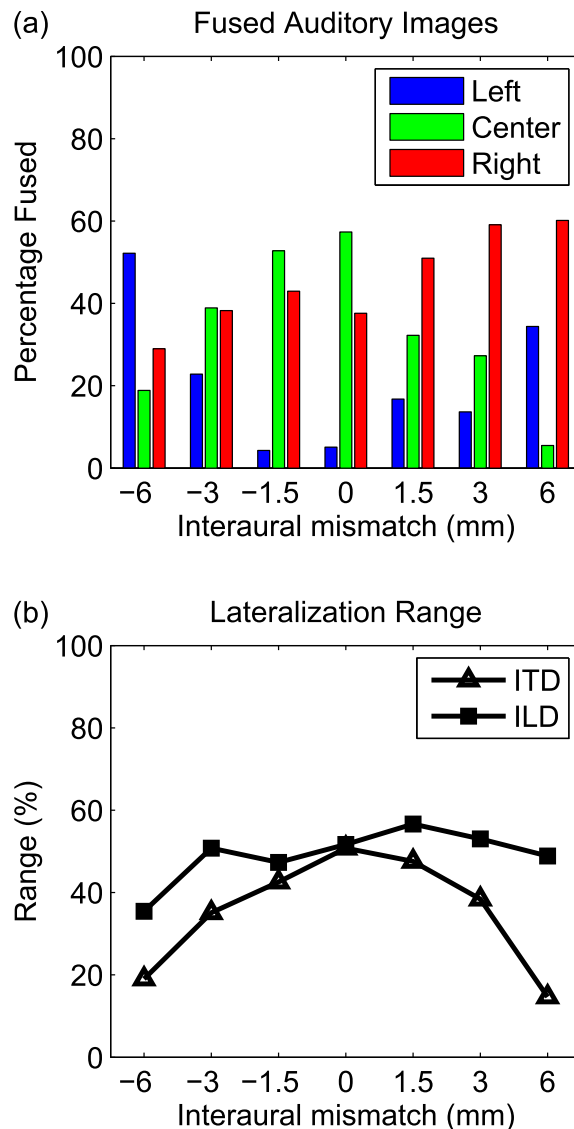 (a) Fused Auditory Images
100
80
60
40
20
0
Percentage Fused
Left
Center
Right
−6 −3 −1.5 0 1.5 3 6
Interaural mismatch (mm)
(b) Lateralization Range
100
80
60
40
20
0
Range (%)
ITD
ILD
−6 −3 −1.5 0 1.5 3 6
Interaural mismatch (mm)